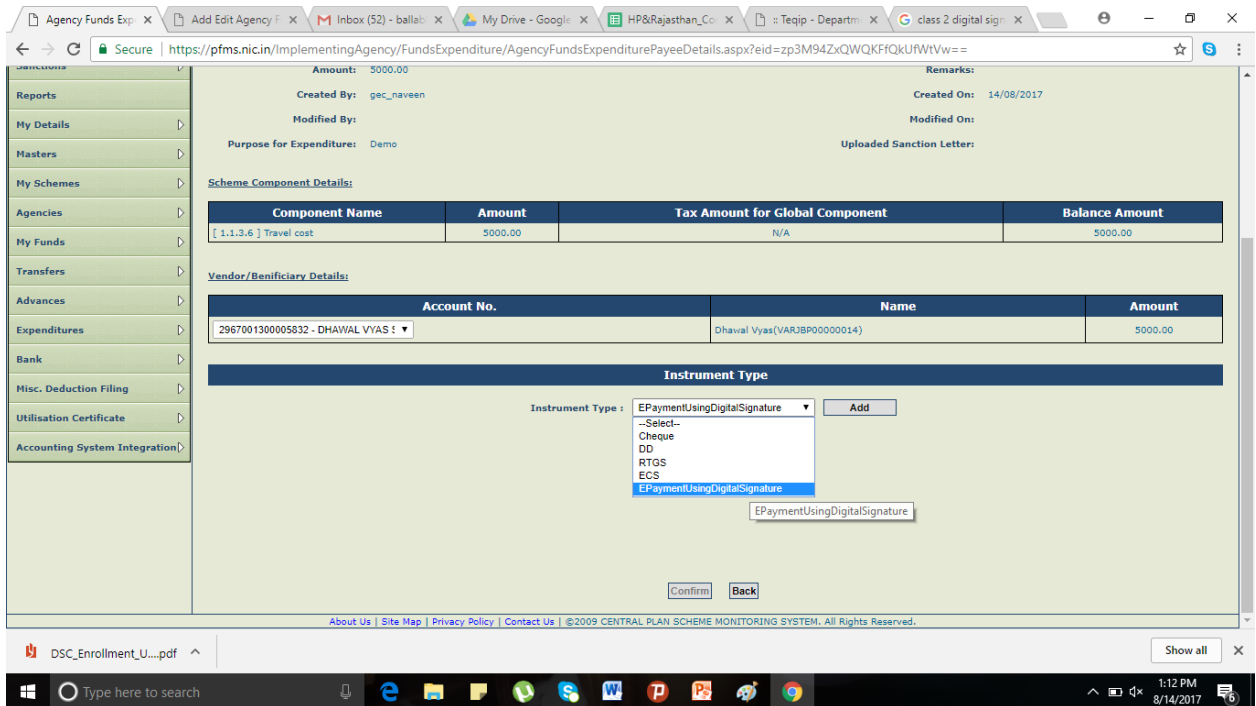 Agency Funds Exp
Add Edit Agency F
Inbox (52) - ballab
My Drive - Google
HP&Rajasthan_Co
:: Teqip - Departm
class 2 digital sign
Secure | https://pfms.nic.in/ImplementingAgency/FundsExpenditure/AgencyFundsExpenditurePayeeDetails.aspx?eid=zp3M94ZxQWQKFfQkUfWtVw==
Sanctions
Reports
My Details
Masters
My Schemes
Agencies
My Funds
Transfers
Advances
Expenditures
Bank
Misc. Deduction Filing
Utilisation Certificate
Accounting System Integration
Amount: 5000.00 Remarks:
Created By: gec_naveen Created On: 14/08/2017
Modified By: Modified On:
Purpose for Expenditure: Demo Uploaded Sanction Letter:
Scheme Component Details:
Component Name Amount Tax Amount for Global Component Balance Amount
[ 1.1.3.6 ] Travel cost 5000.00 N/A 5000.00
Vendor/Benificiary Details:
Account No. Name Amount
2967001300005832 - DHAWAL VYAS S Dhawal Vyas(VARJBP00000014) 5000.00
Instrument Type
Instrument Type : EPaymentUsingDigitalSignature Add
--Select--
Cheque
DD
RTGS
ECS
EPaymentUsingDigitalSignature
EPaymentUsingDigitalSignature
Confirm Back
About Us | Site Map | Privacy Policy | Contact Us | ©2009 CENTRAL PLAN SCHEME MONITORING SYSTEM. All Rights Reserved.
DSC_Enrollment_U....pdf Show all
Type here to search
1:12 PM
8/14/2017
6